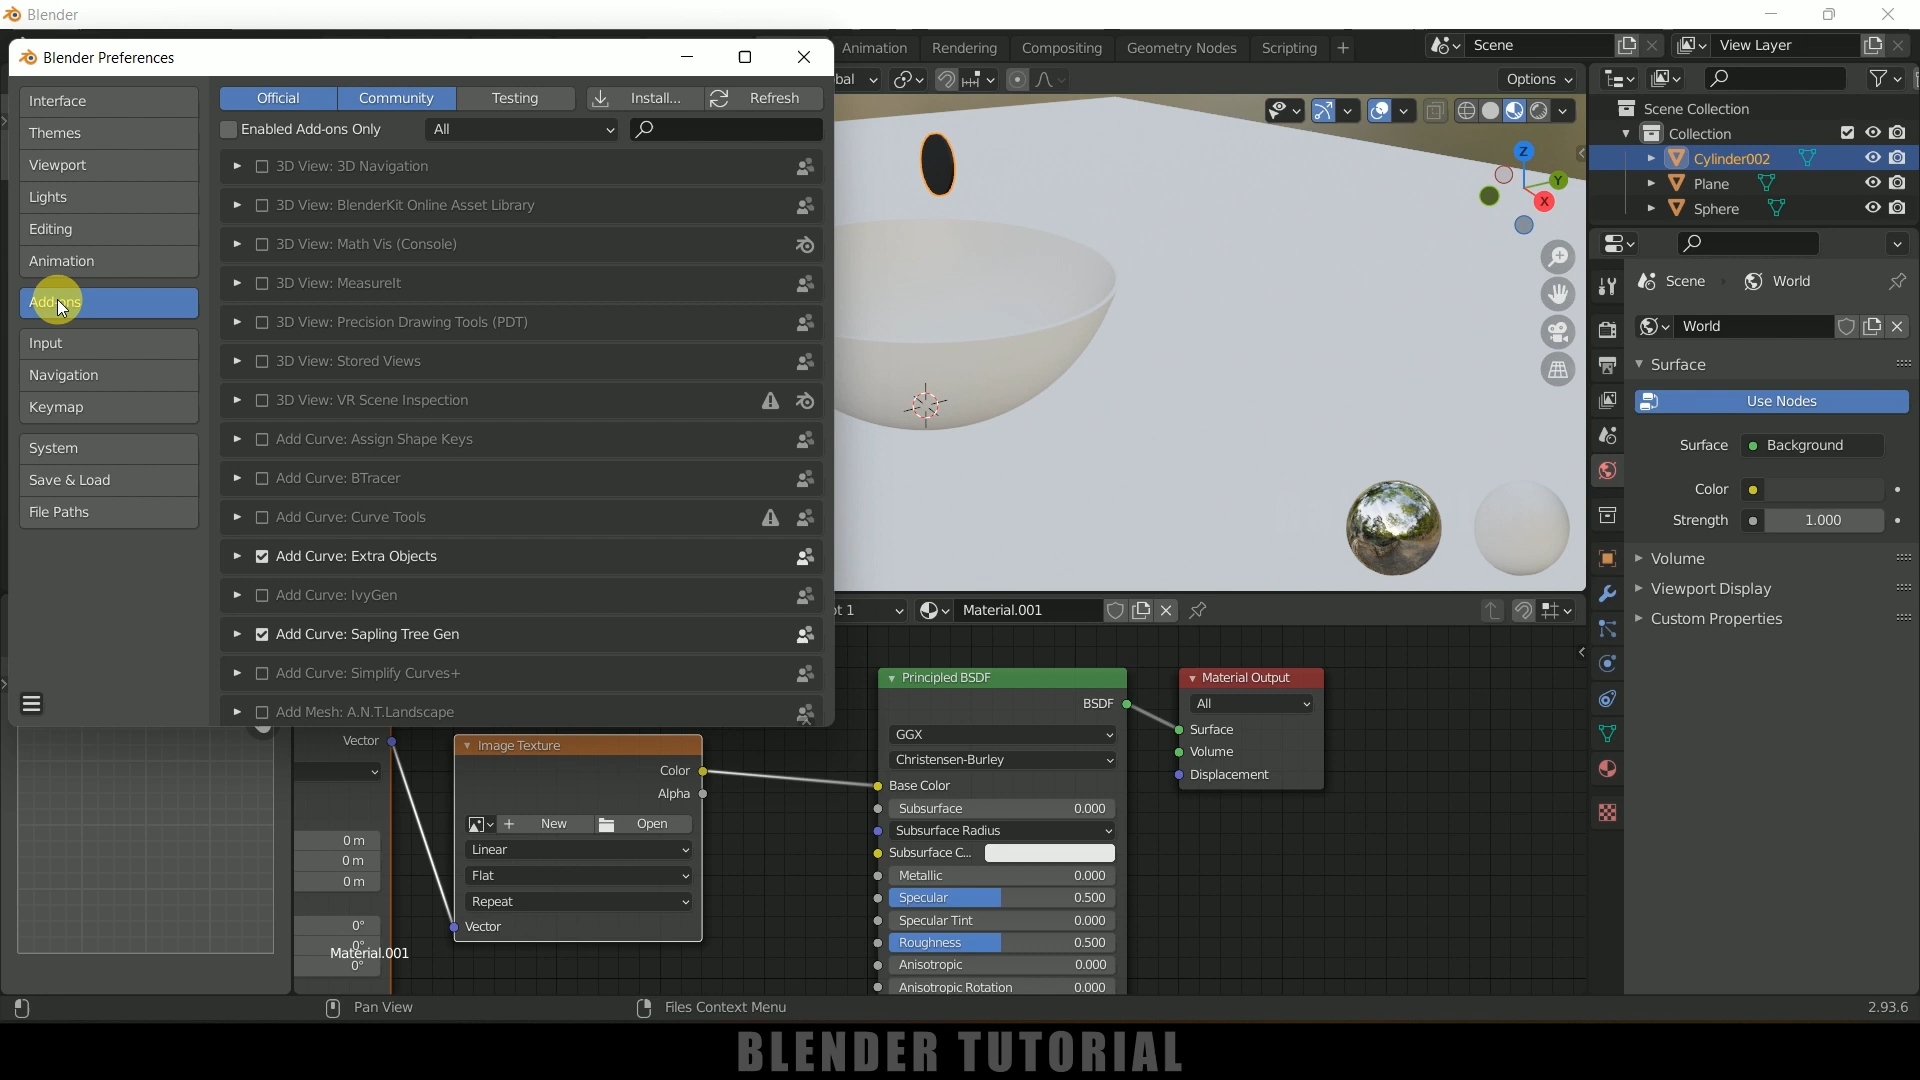 Blender
Blender Preferences
Animation
Rendering
Compositing
Geometry Nodes
Scripting
Scene
View Layer
Interface
Themes
Viewport
Lights
Editing
Animation
Add-ons
Input
Navigation
Keymap
System
Save & Load
File Paths
Official
Community
Testing
Install...
Refresh
Enabled Add-ons Only
All
3D View: 3D Navigation
3D View: BlenderKit Online Asset Library
3D View: Math Vis (Console)
3D View: MeasureIt
3D View: Precision Drawing Tools (PDT)
3D View: Stored Views
3D View: VR Scene Inspection
Add Curve: Assign Shape Keys
Add Curve: BTracer
Add Curve: Curve Tools
Add Curve: Extra Objects
Add Curve: IvyGen
Add Curve: Sapling Tree Gen
Add Curve: Simplify Curves+
Add Mesh: A.N.T.Landscape
bal
Options
Z
Y
X
Scene Collection
Collection
Cylinder002
Plane
Sphere
Scene
World
World
Surface
Use Nodes
Surface
Background
Color
Strength
1.000
Volume
Viewport Display
Custom Properties
ot 1
Material.001
Vector
0 m
0 m
0 m
0°
0°
0°
Material.001
Image Texture
Color
Alpha
New
Open
Linear
Flat
Repeat
Vector
Principled BSDF
BSDF
GGX
Christensen-Burley
Base Color
Subsurface 0.000
Subsurface Radius
Subsurface C...
Metallic 0.000
Specular 0.500
Specular Tint 0.000
Roughness 0.500
Anisotropic 0.000
Anisotropic Rotation 0.000
Material Output
All
Surface
Volume
Displacement
Pan View
Files Context Menu
2.93.6
BLENDER TUTORIAL